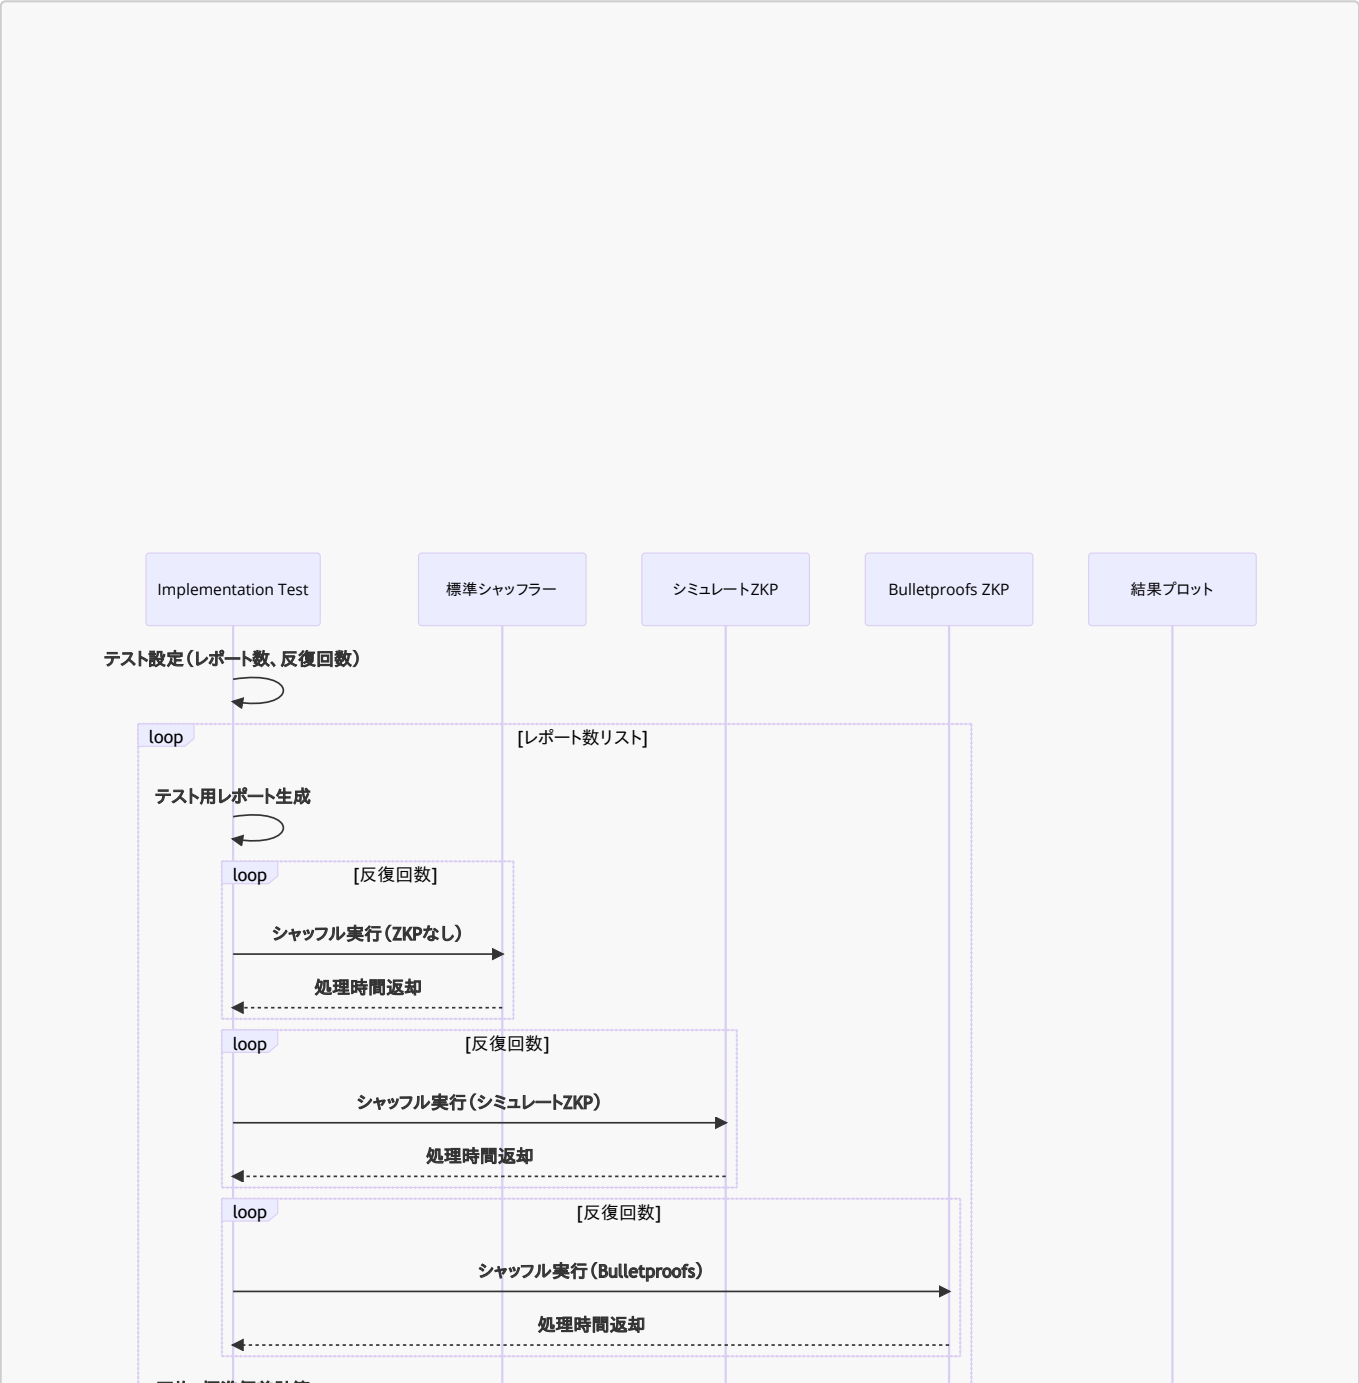 Implementation Test
標準シャッフラー
シミュレートZKP
Bulletproofs ZKP
結果プロット
テスト設定（レポート数、反復回数）
loop
[レポート数リスト]
テスト用レポート生成
loop
[反復回数]
シャッフル実行（ZKPなし）
処理時間返却
loop
[反復回数]
シャッフル実行（シミュレートZKP）
処理時間返却
loop
[反復回数]
シャッフル実行（Bulletproofs）
処理時間返却